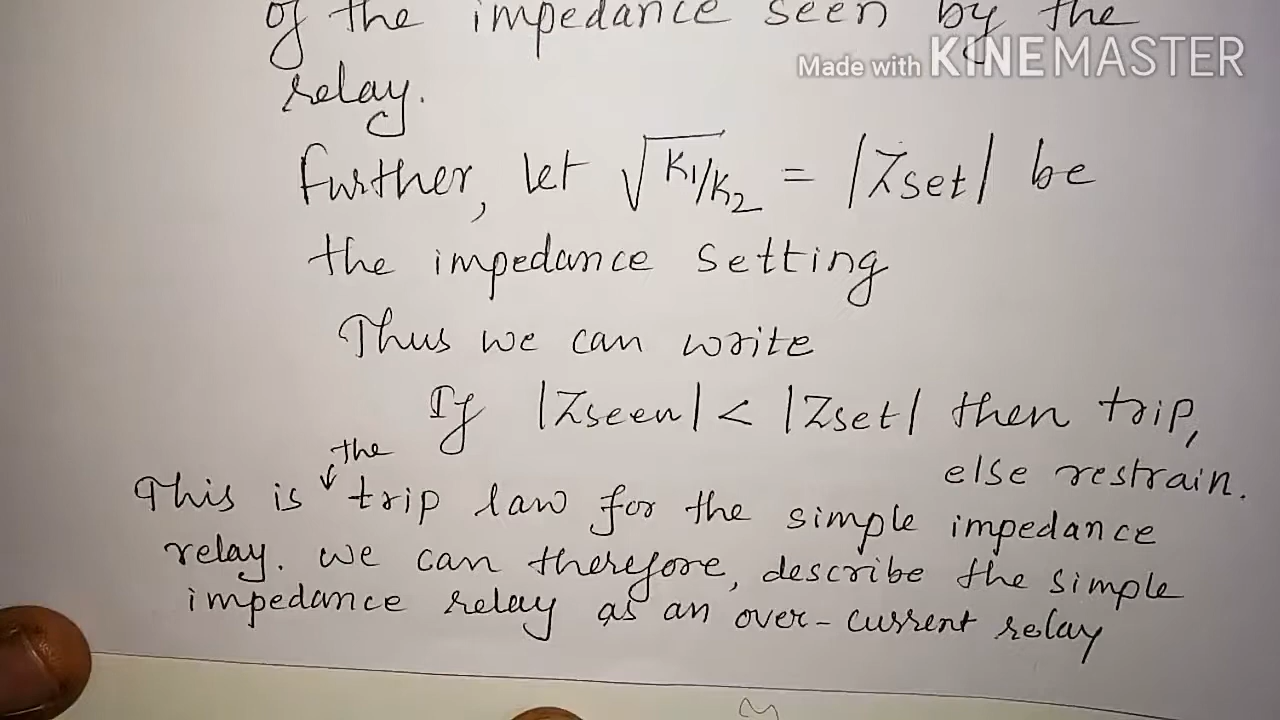 of the impedance seen by the
Made with KINEMASTER
relay.
Further, let √K1/K2 = |Zset| be
the impedance setting
Thus we can write
If |Zseen| < |Zset| then trip,
else restrain.
the
This is ↓ trip law for the simple impedance
relay. we can therefore, describe the simple
impedance relay as an over-current relay